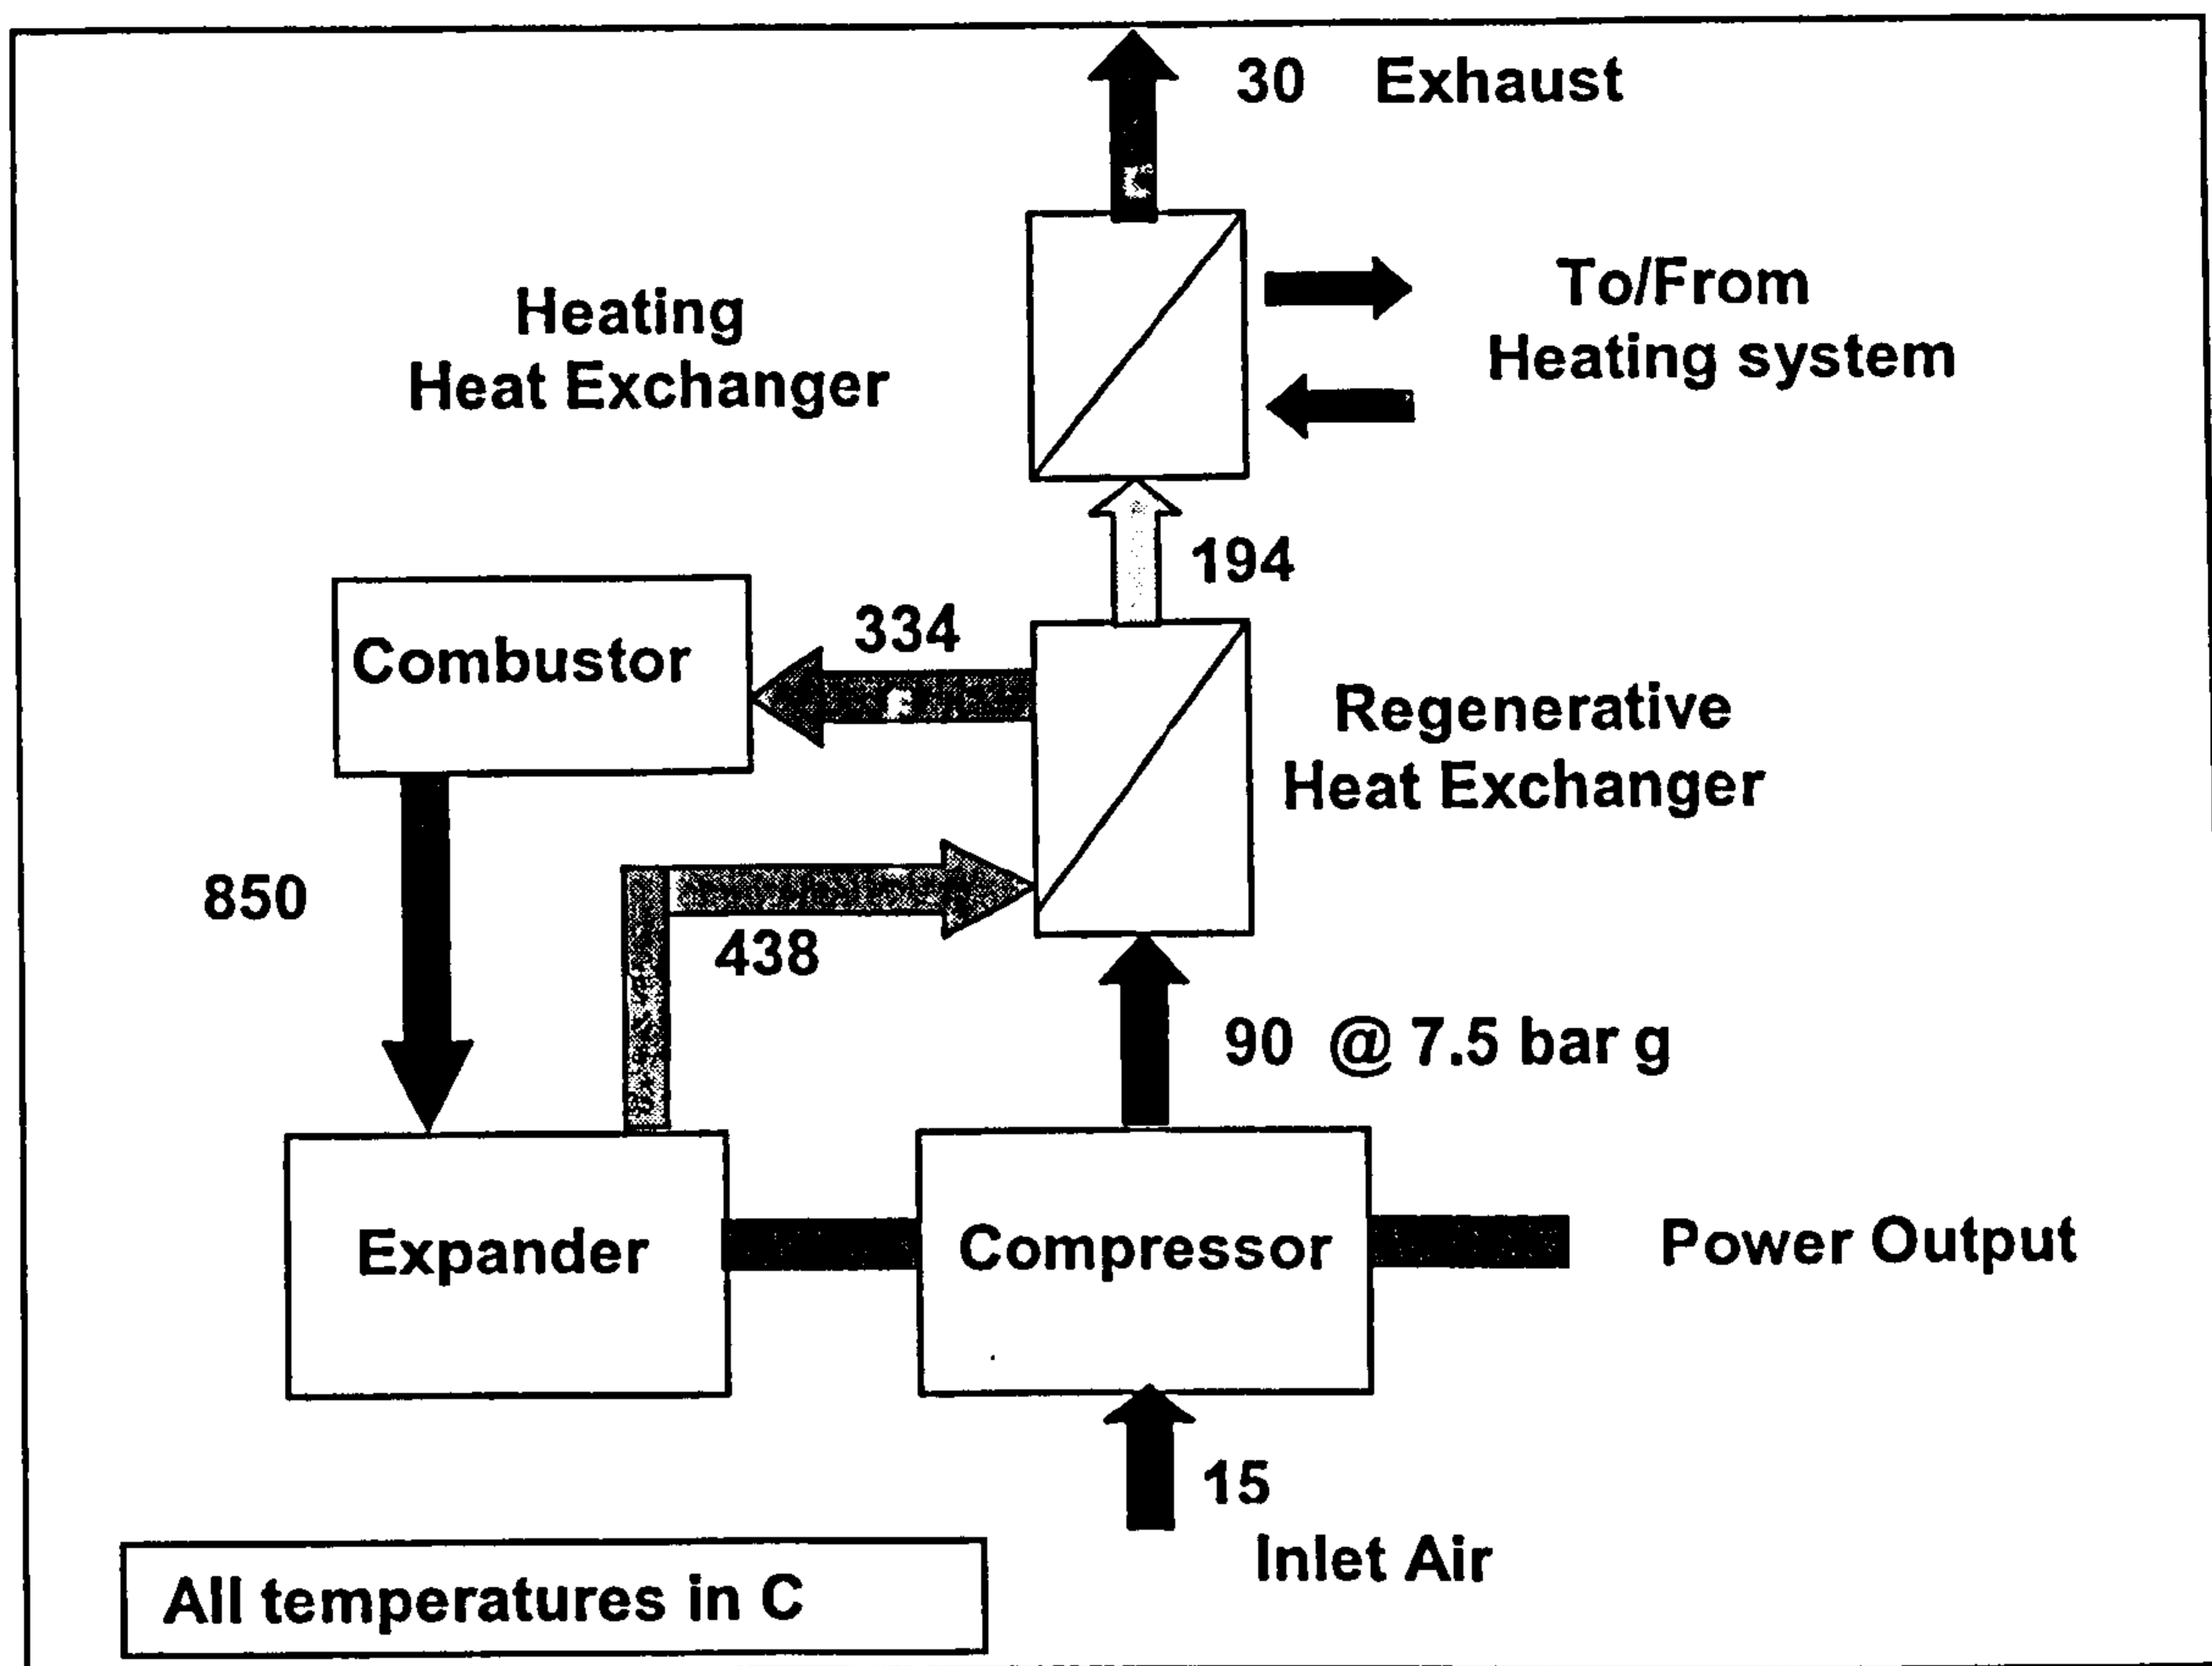 30 Exhaust
To/From
Heating system
Heating
Heat Exchanger
194
334
Combustor
Regenerative
Heat Exchanger
850
438
90 @ 7.5 bar g
Expander
Compressor
Power Output
15
Inlet Air
All temperatures in C